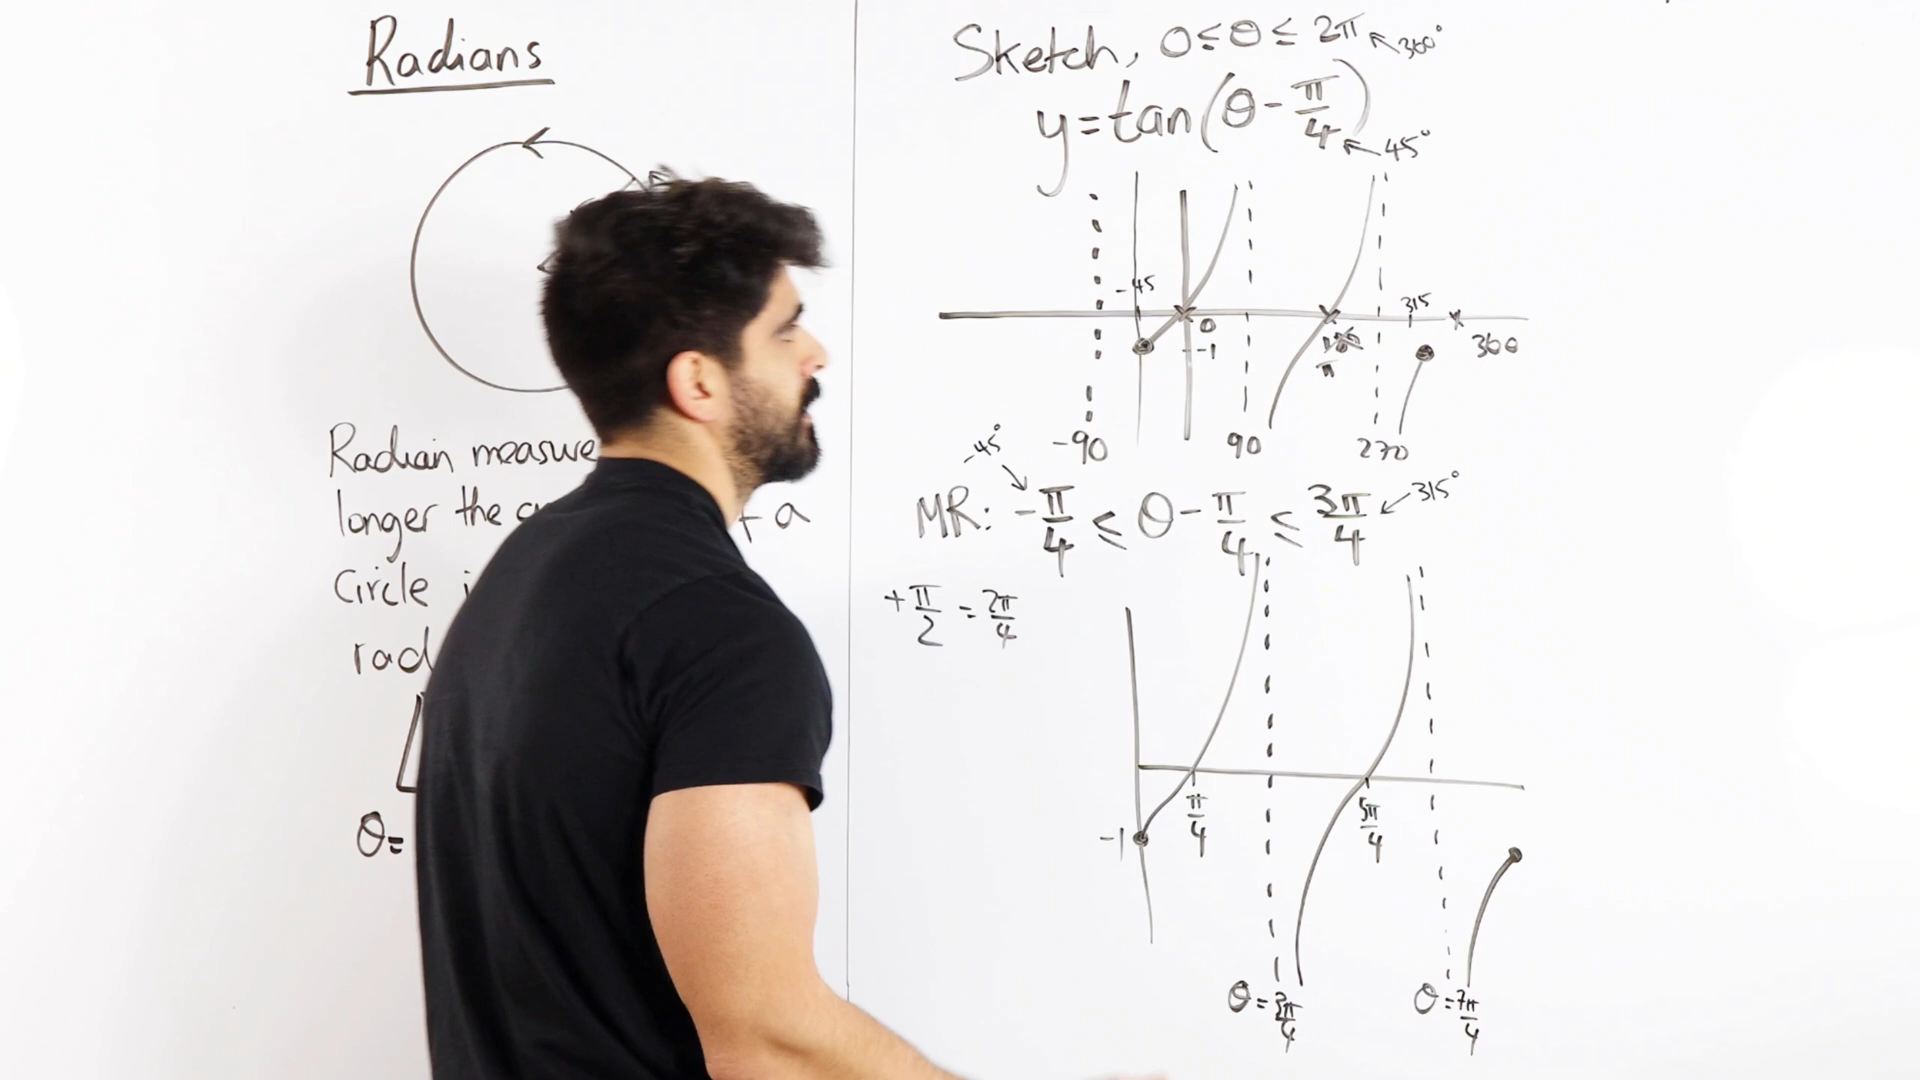 Radians
Radian measure
longer the a
circle i
rad
θ=
Sketch, 0≤θ≤2π ↖360°
y=tan(θ-π/4) ↖45°
-45
0
-1
π
315
360
-90
90
270
-45°
MR: -π/4 ≤ θ-π/4 ≤ 3π/4 ↙315°
+π/2 = 2π/4
-1
π/4
5π/4
θ=3π/4
θ=7π/4